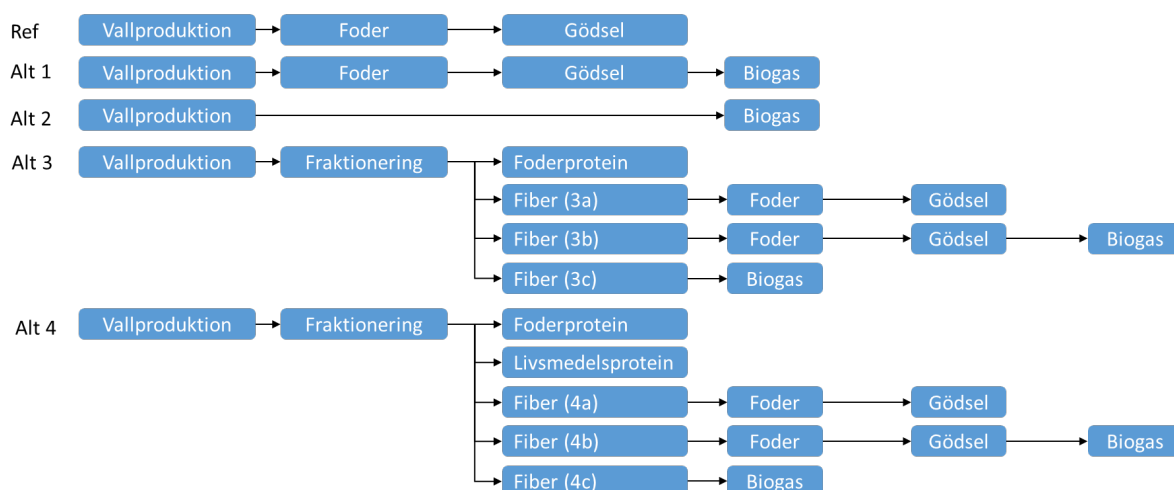 Ref Vallproduktion Foder Gödsel
Alt 1 Vallproduktion Foder Gödsel Biogas
Alt 2 Vallproduktion Biogas
Alt 3 Vallproduktion Fraktionering Foderprotein
Fiber (3a) Foder Gödsel
Fiber (3b) Foder Gödsel Biogas
Fiber (3c) Biogas
Alt 4 Vallproduktion Fraktionering Foderprotein
Livsmedelsprotein
Fiber (4a) Foder Gödsel
Fiber (4b) Foder Gödsel Biogas
Fiber (4c) Biogas